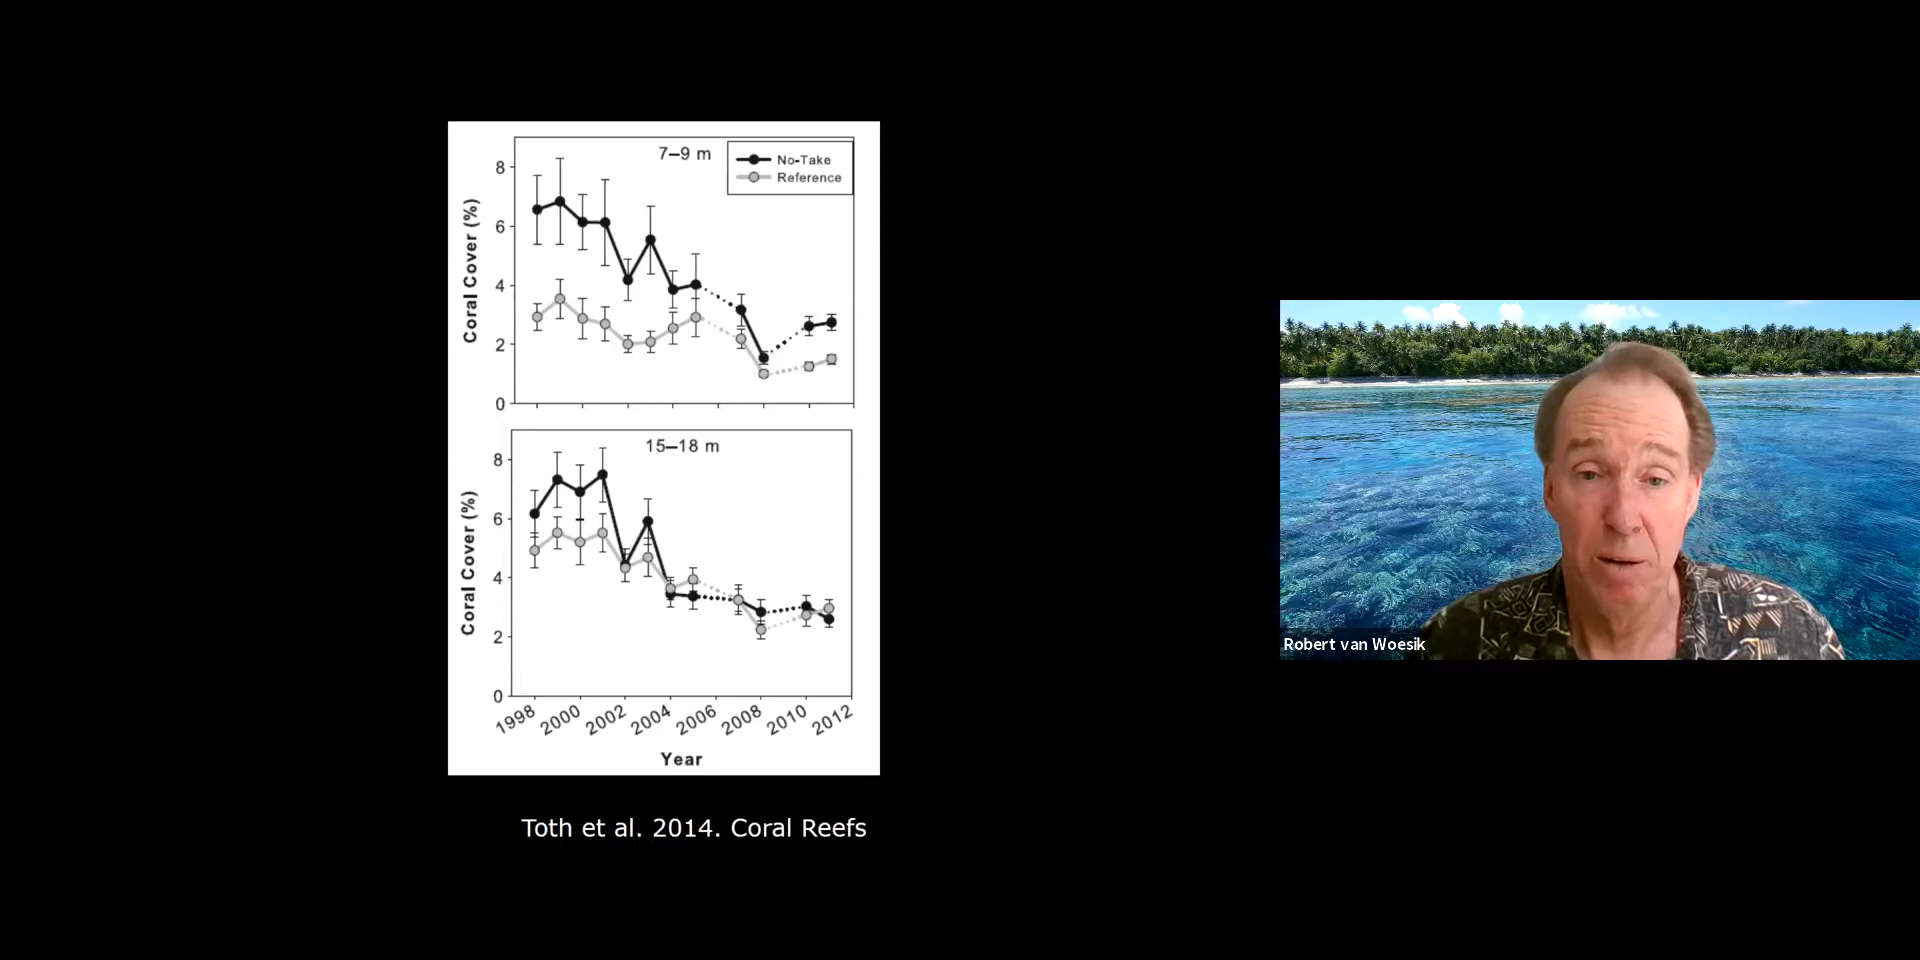 7–9 m
No-Take
Reference
Coral Cover (%)
8
6
4
2
0
15–18 m
Coral Cover (%)
8
6
4
2
0
1998 2000 2002 2004 2006 2008 2010 2012
Year
Toth et al. 2014. Coral Reefs
Robert van Woesik